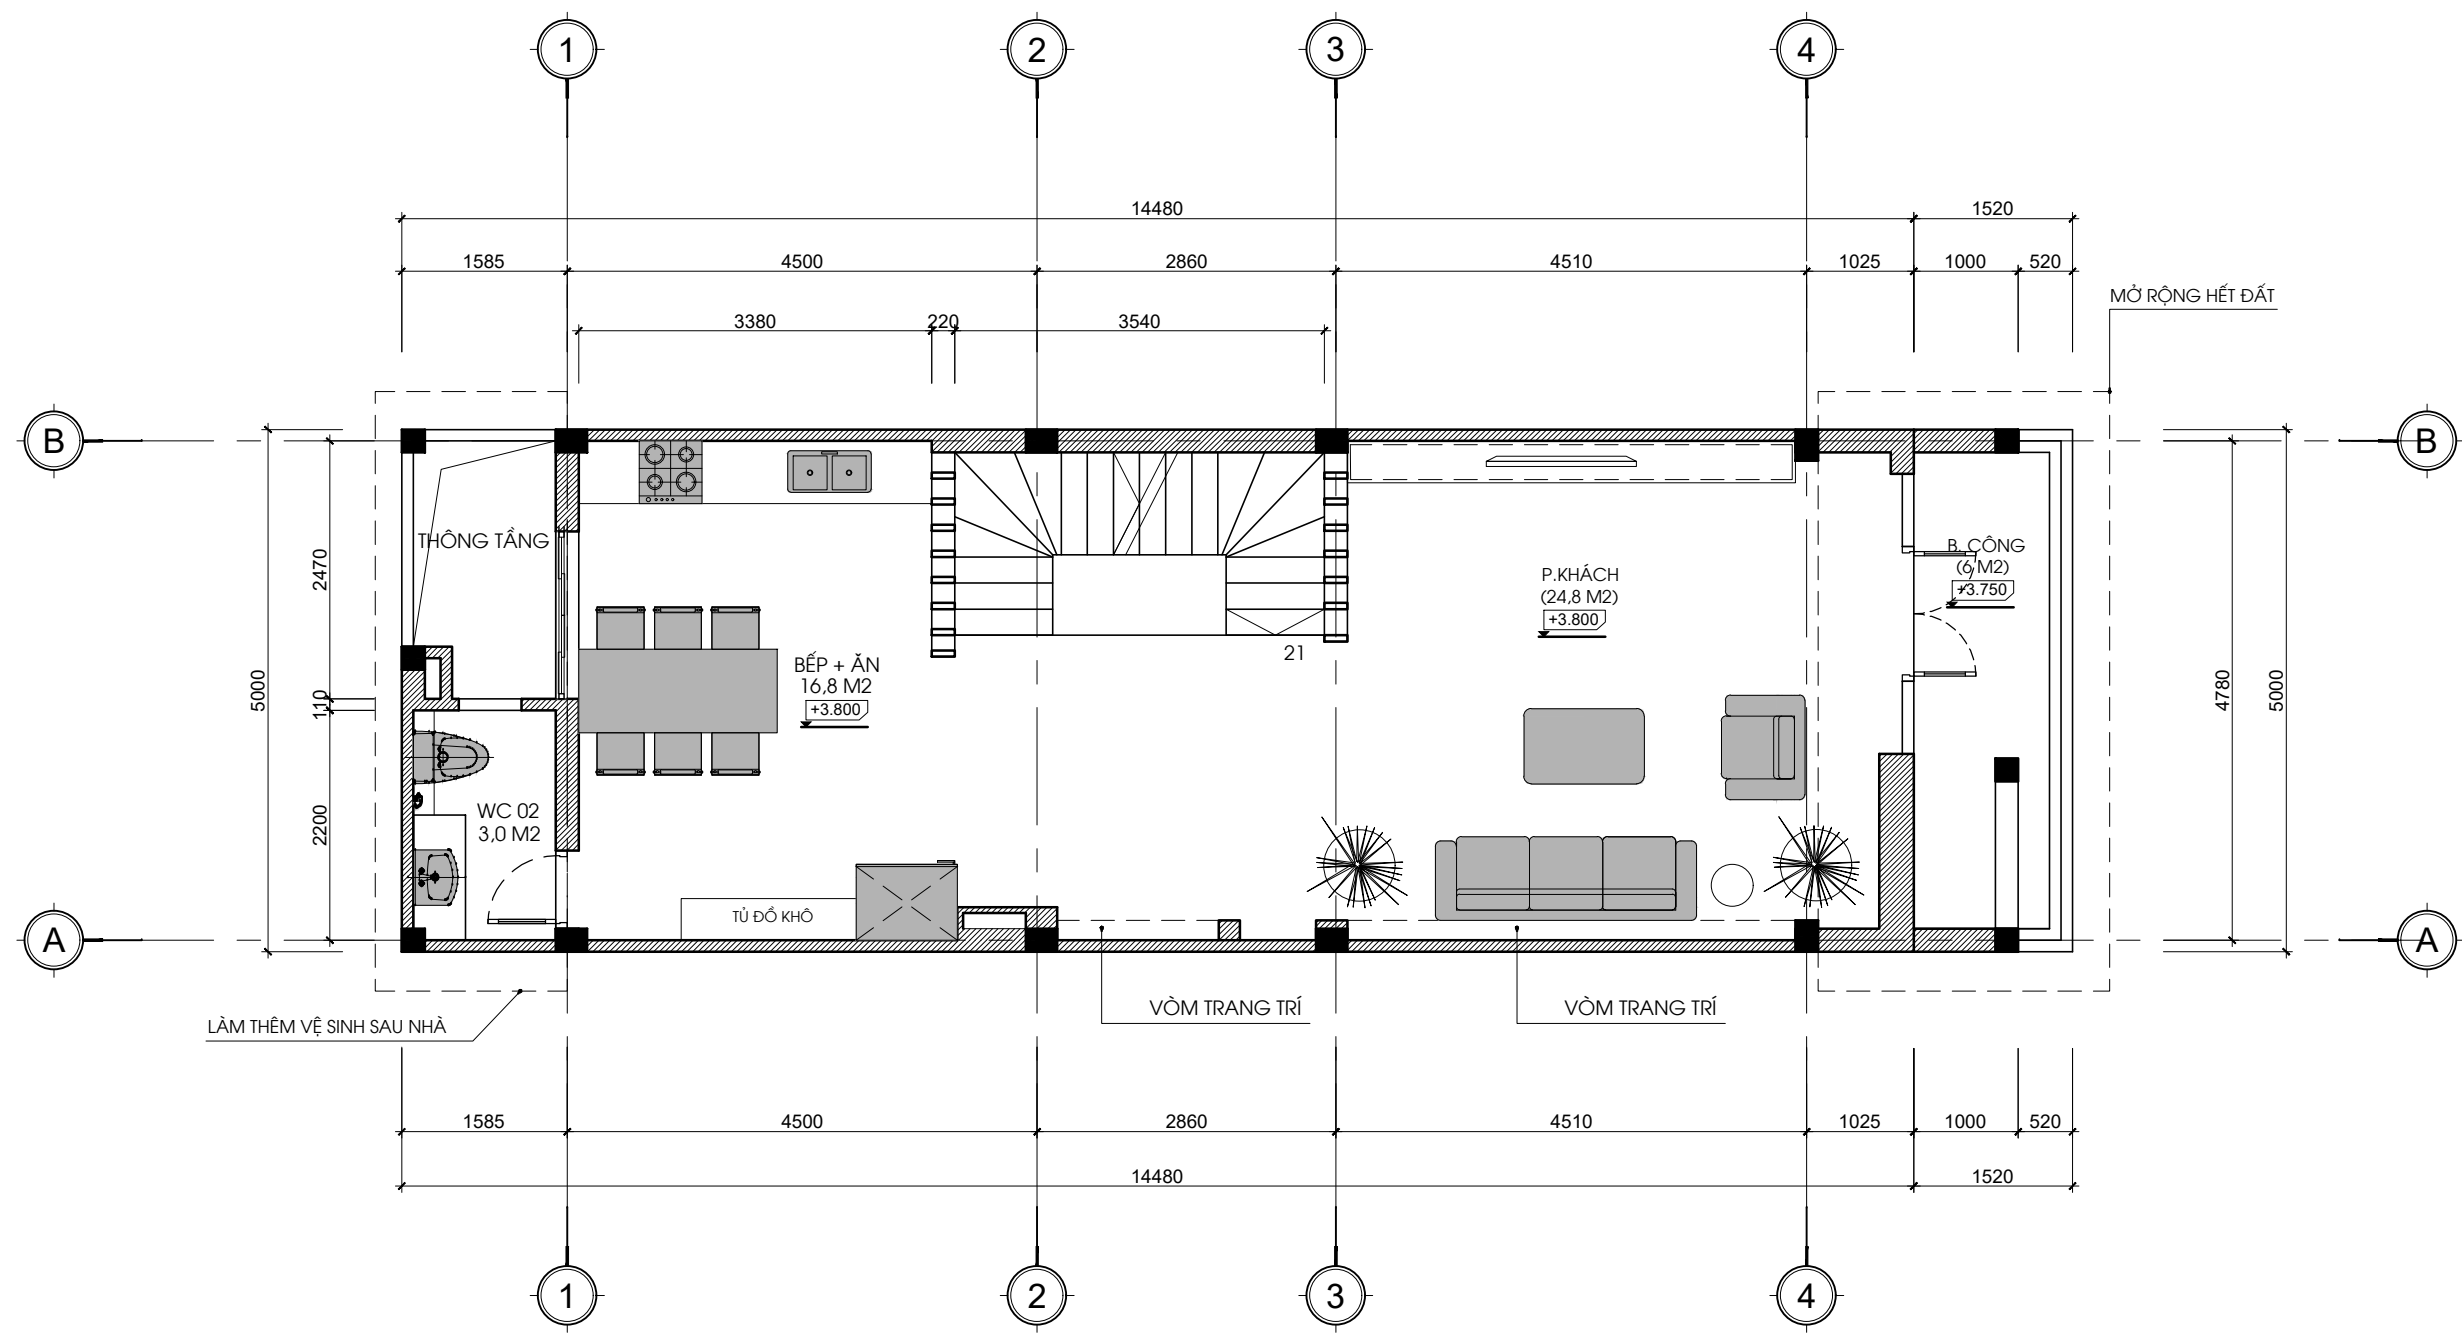 1
2
3
4
14480
1520
1585
4500
2860
4510
1025
1000
520
MỞ RỘNG HẾT ĐẤT
3380
220
3540
B
B
THÔNG TẦNG
B. CÔNG
(6 M2)
+3.750
P.KHÁCH
(24,8 M2)
+3.800
2470
21
BẾP + ĂN
16,8 M2
+3.800
5000
110
4780
5000
WC 02
3,0 M2
2200
TỦ ĐỒ KHÔ
A
A
VÒM TRANG TRÍ
VÒM TRANG TRÍ
LÀM THÊM VỆ SINH SAU NHÀ
1585
4500
2860
4510
1025
1000
520
14480
1520
1
2
3
4